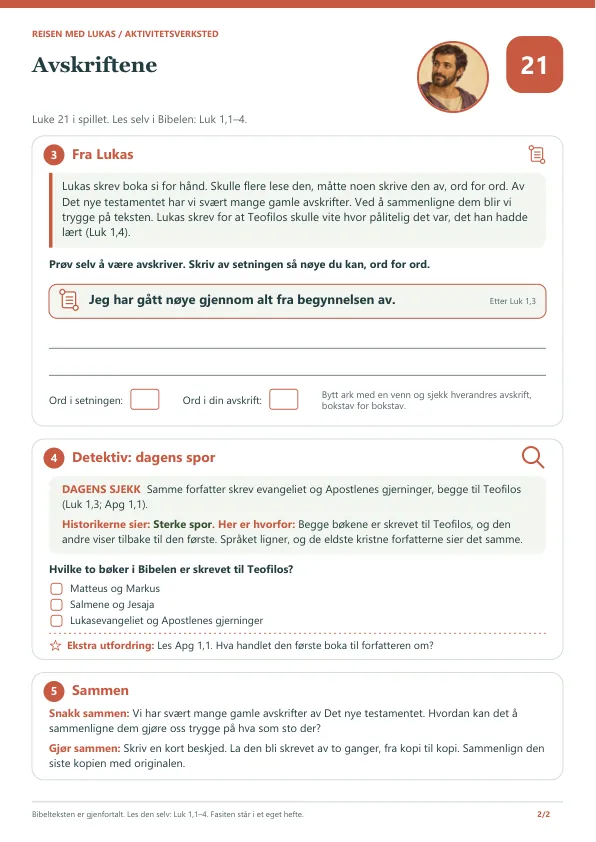 REISEN MED LUKAS / AKTIVITETSVERKSTED
Avskriftene
21
Luke 21 i spillet. Les selv i Bibelen: Luk 1,1–4.
3 Fra Lukas
Lukas skrev boka si for hånd. Skulle flere lese den, måtte noen skrive den av, ord for ord. Av
Det nye testamentet har vi svært mange gamle avskrifter. Ved å sammenligne dem blir vi
trygge på teksten. Lukas skrev for at Teofilos skulle vite hvor pålitelig det var, det han hadde
lært (Luk 1,4).
Prøv selv å være avskriver. Skriv av setningen så nøye du kan, ord for ord.
Jeg har gått nøye gjennom alt fra begynnelsen av.
Etter Luk 1,3
Ord i setningen:
Ord i din avskrift:
Bytt ark med en venn og sjekk hverandres avskrift,
bokstav for bokstav.
4 Detektiv: dagens spor
DAGENS SJEKK Samme forfatter skrev evangeliet og Apostlenes gjerninger, begge til Teofilos
(Luk 1,3; Apg 1,1).
Historikerne sier: Sterke spor. Her er hvorfor: Begge bøkene er skrevet til Teofilos, og den
andre viser tilbake til den første. Språket ligner, og de eldste kristne forfatterne sier det samme.
Hvilke to bøker i Bibelen er skrevet til Teofilos?
Matteus og Markus
Salmene og Jesaja
Lukasevangeliet og Apostlenes gjerninger
Ekstra utfordring: Les Apg 1,1. Hva handlet den første boka til forfatteren om?
5 Sammen
Snakk sammen: Vi har svært mange gamle avskrifter av Det nye testamentet. Hvordan kan det å
sammenligne dem gjøre oss trygge på hva som sto der?
Gjør sammen: Skriv en kort beskjed. La den bli skrevet av to ganger, fra kopi til kopi. Sammenlign den
siste kopien med originalen.
Bibelteksten er gjenfortalt. Les den selv: Luk 1,1–4. Fasiten står i et eget hefte.
2/2